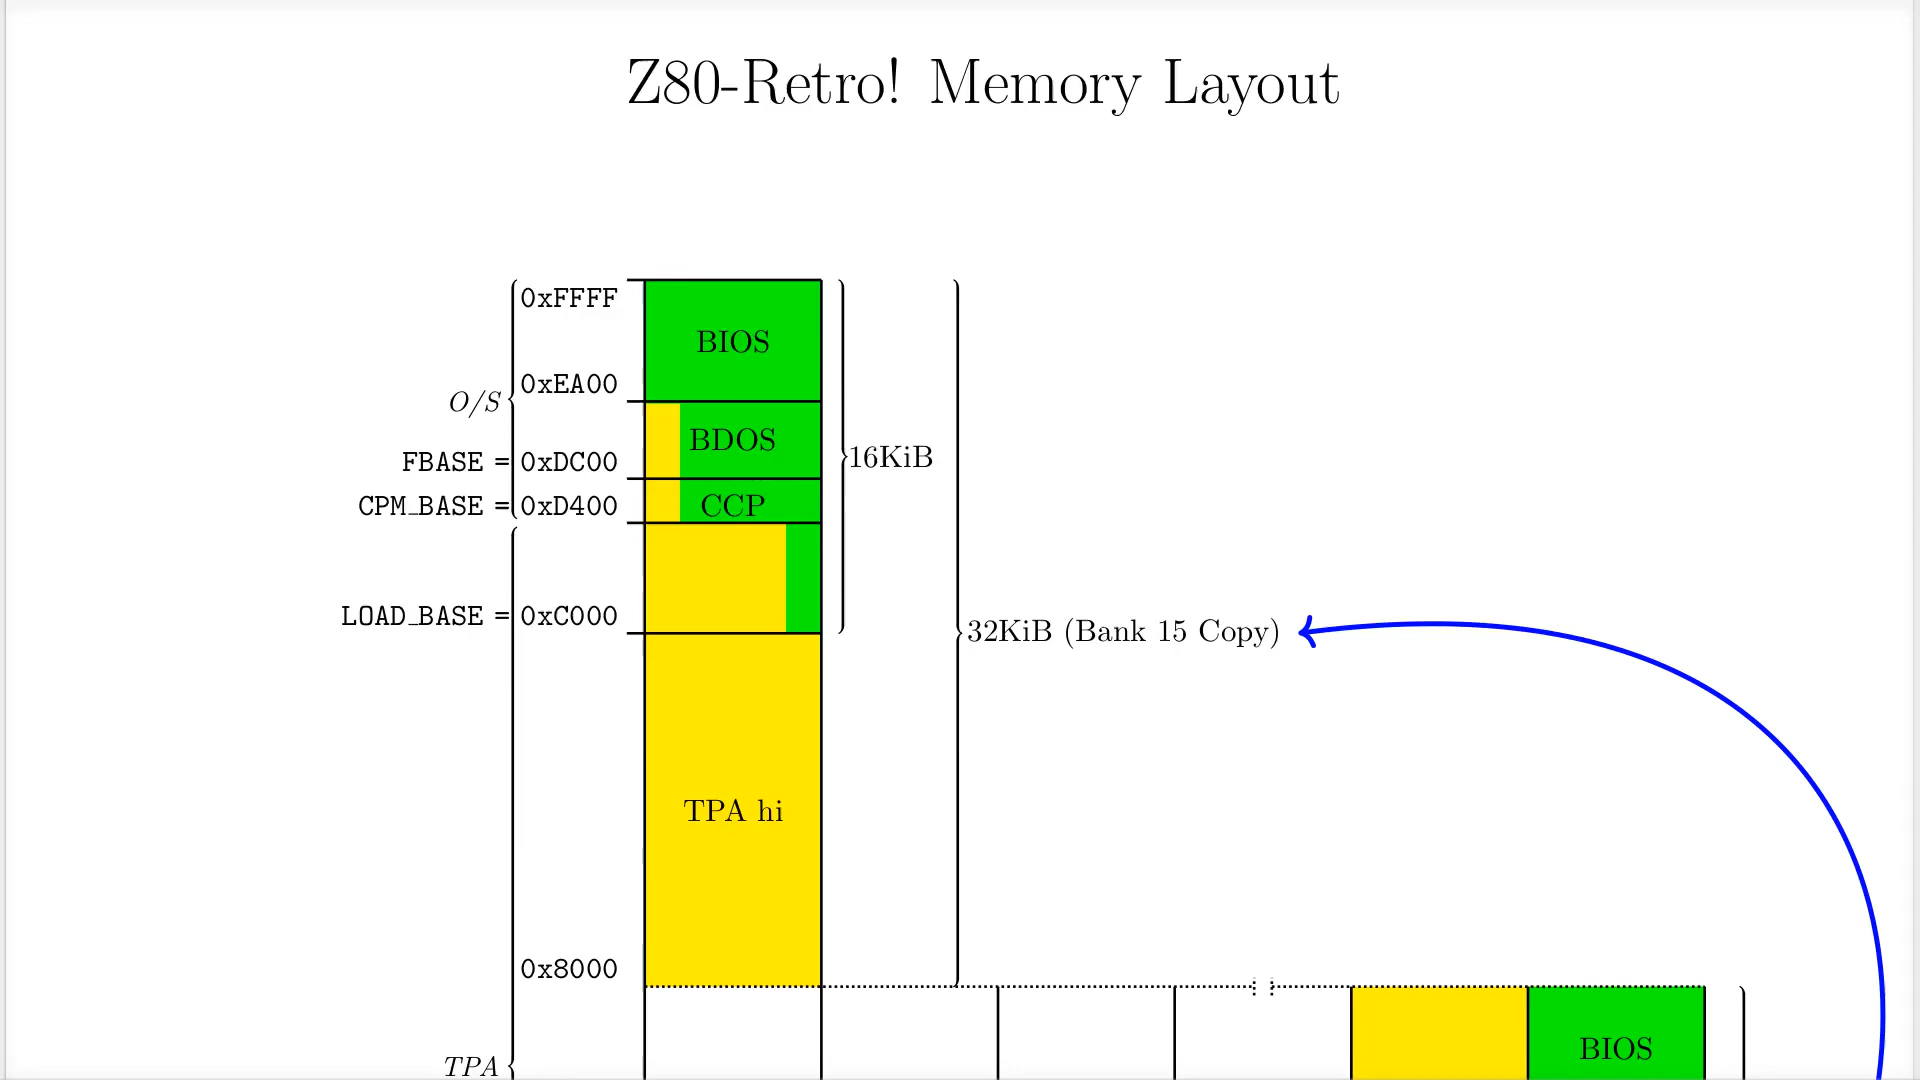 Z80-Retro! Memory Layout
0xFFFF
BIOS
0xEA00
O/S
BDOS
16KiB
FBASE = 0xDC00
CPM_BASE = 0xD400
CCP
LOAD_BASE = 0xC000
32KiB (Bank 15 Copy)
TPA hi
0x8000
BIOS
TPA